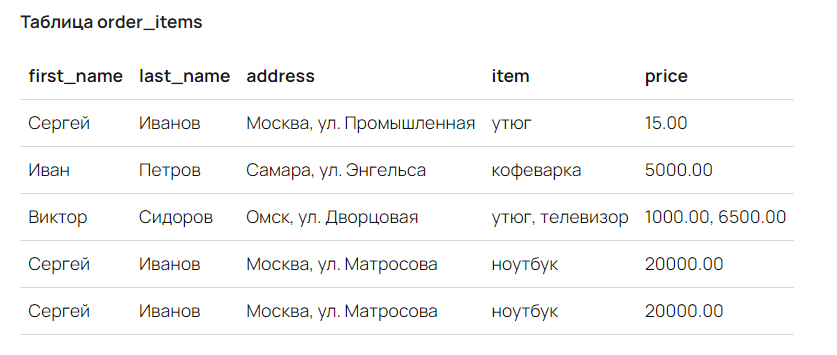 Таблица order_items
first_name last_name address item price
Сергей Иванов Москва, ул. Промышленная утюг 15.00
Иван Петров Самара, ул. Энгельса кофеварка 5000.00
Виктор Сидоров Омск, ул. Дворцовая утюг, телевизор 1000.00, 6500.00
Сергей Иванов Москва, ул. Матросова ноутбук 20000.00
Сергей Иванов Москва, ул. Матросова ноутбук 20000.00